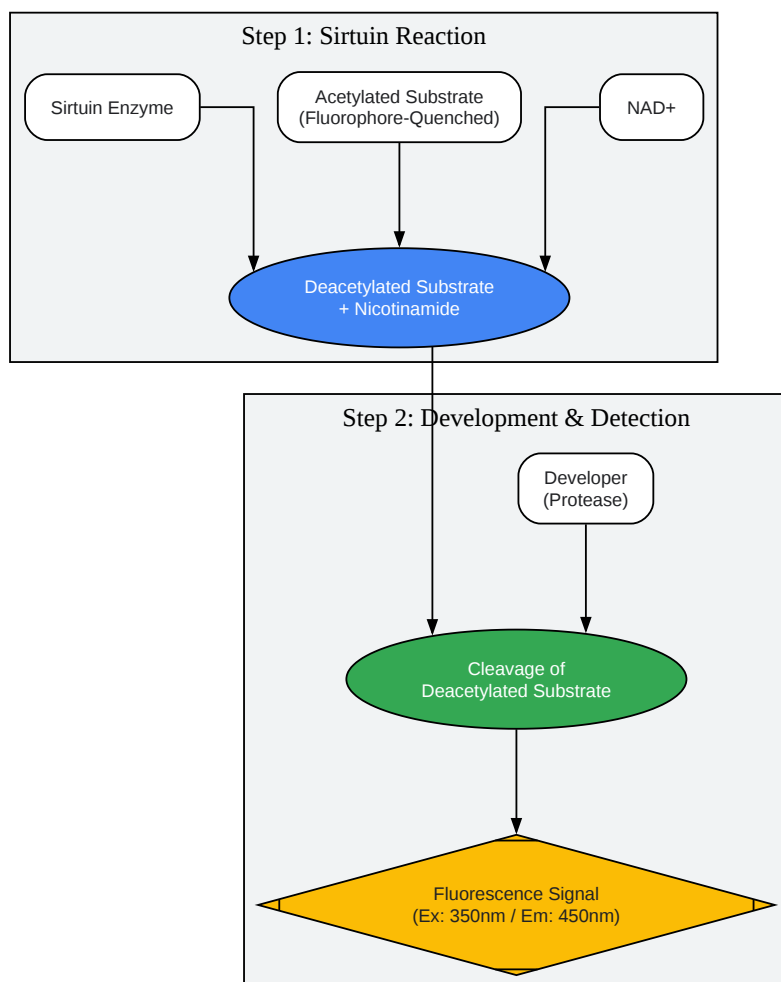 Step 1: Sirtuin Reaction
Sirtuin Enzyme
Acetylated Substrate
(Fluorophore-Quenched)
NAD+
Deacetylated Substrate
+ Nicotinamide
Step 2: Development & Detection
Developer
(Protease)
Cleavage of
Deacetylated Substrate
Fluorescence Signal
(Ex: 350nm / Em: 450nm)